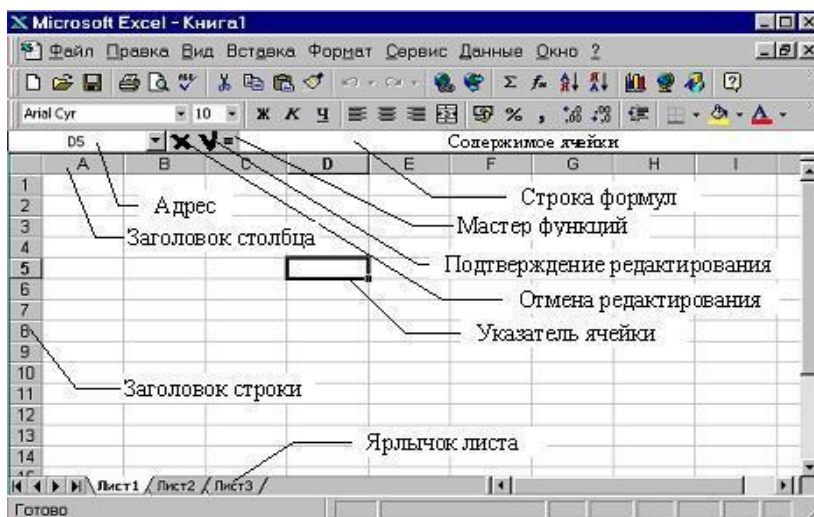 Microsoft Excel - Книга1
Файл Правка Вид Вставка Формат Сервис Данные Окно ?
Arial Cyr 10 Ж К Ч
D5 = Содержимое ячейки
A B C D E F G H I
1
2 Адрес Строка формул
3 Заголовок столбца Мастер функций
4
5 Подтверждение редактирования
6 Отмена редактирования
7
8 Указатель ячейки
9
10
11 Заголовок строки
12
13 Ярлычок листа
14
15
Лист1 Лист2 Лист3
Готово